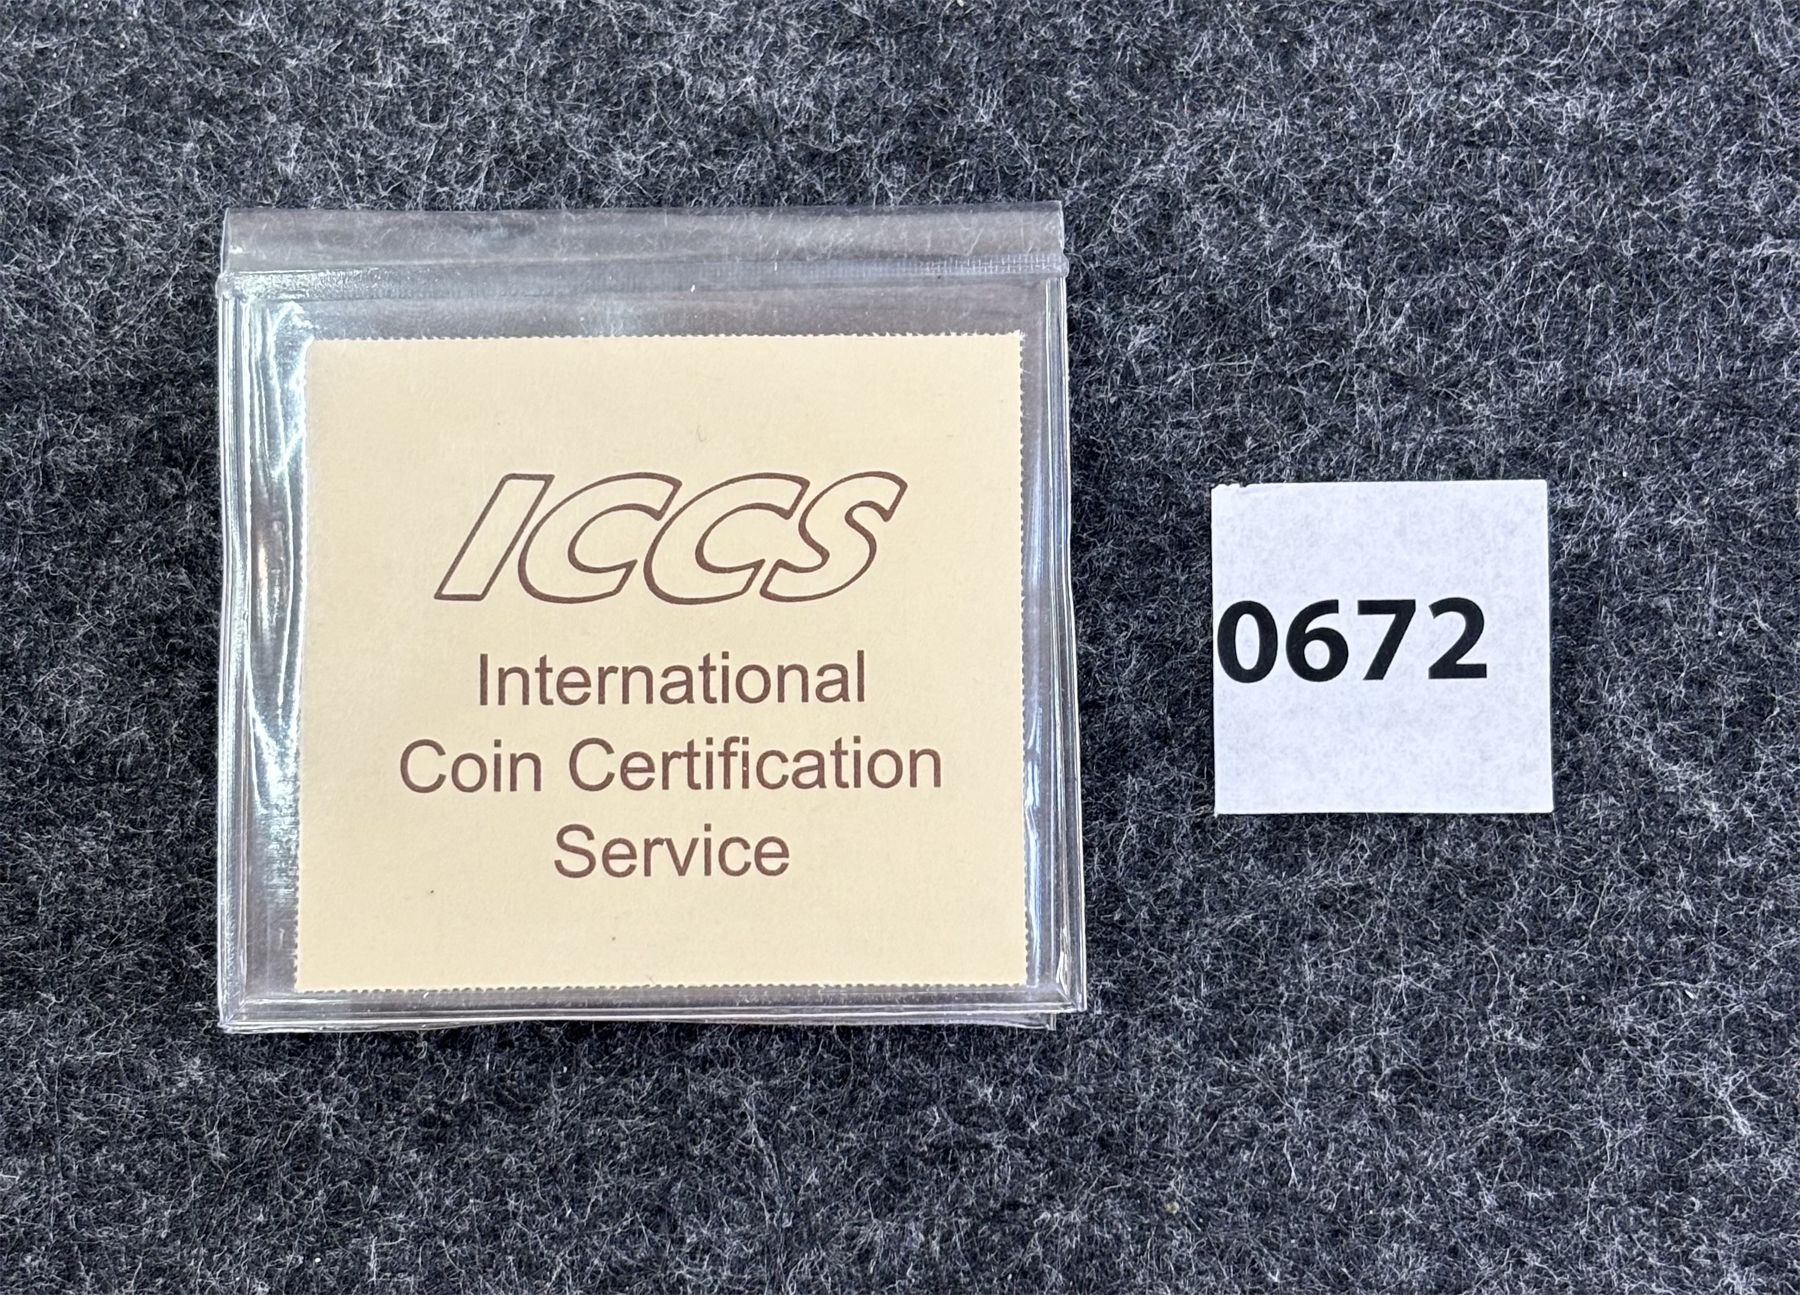 ICCS
International
Coin Certification
Service
0672